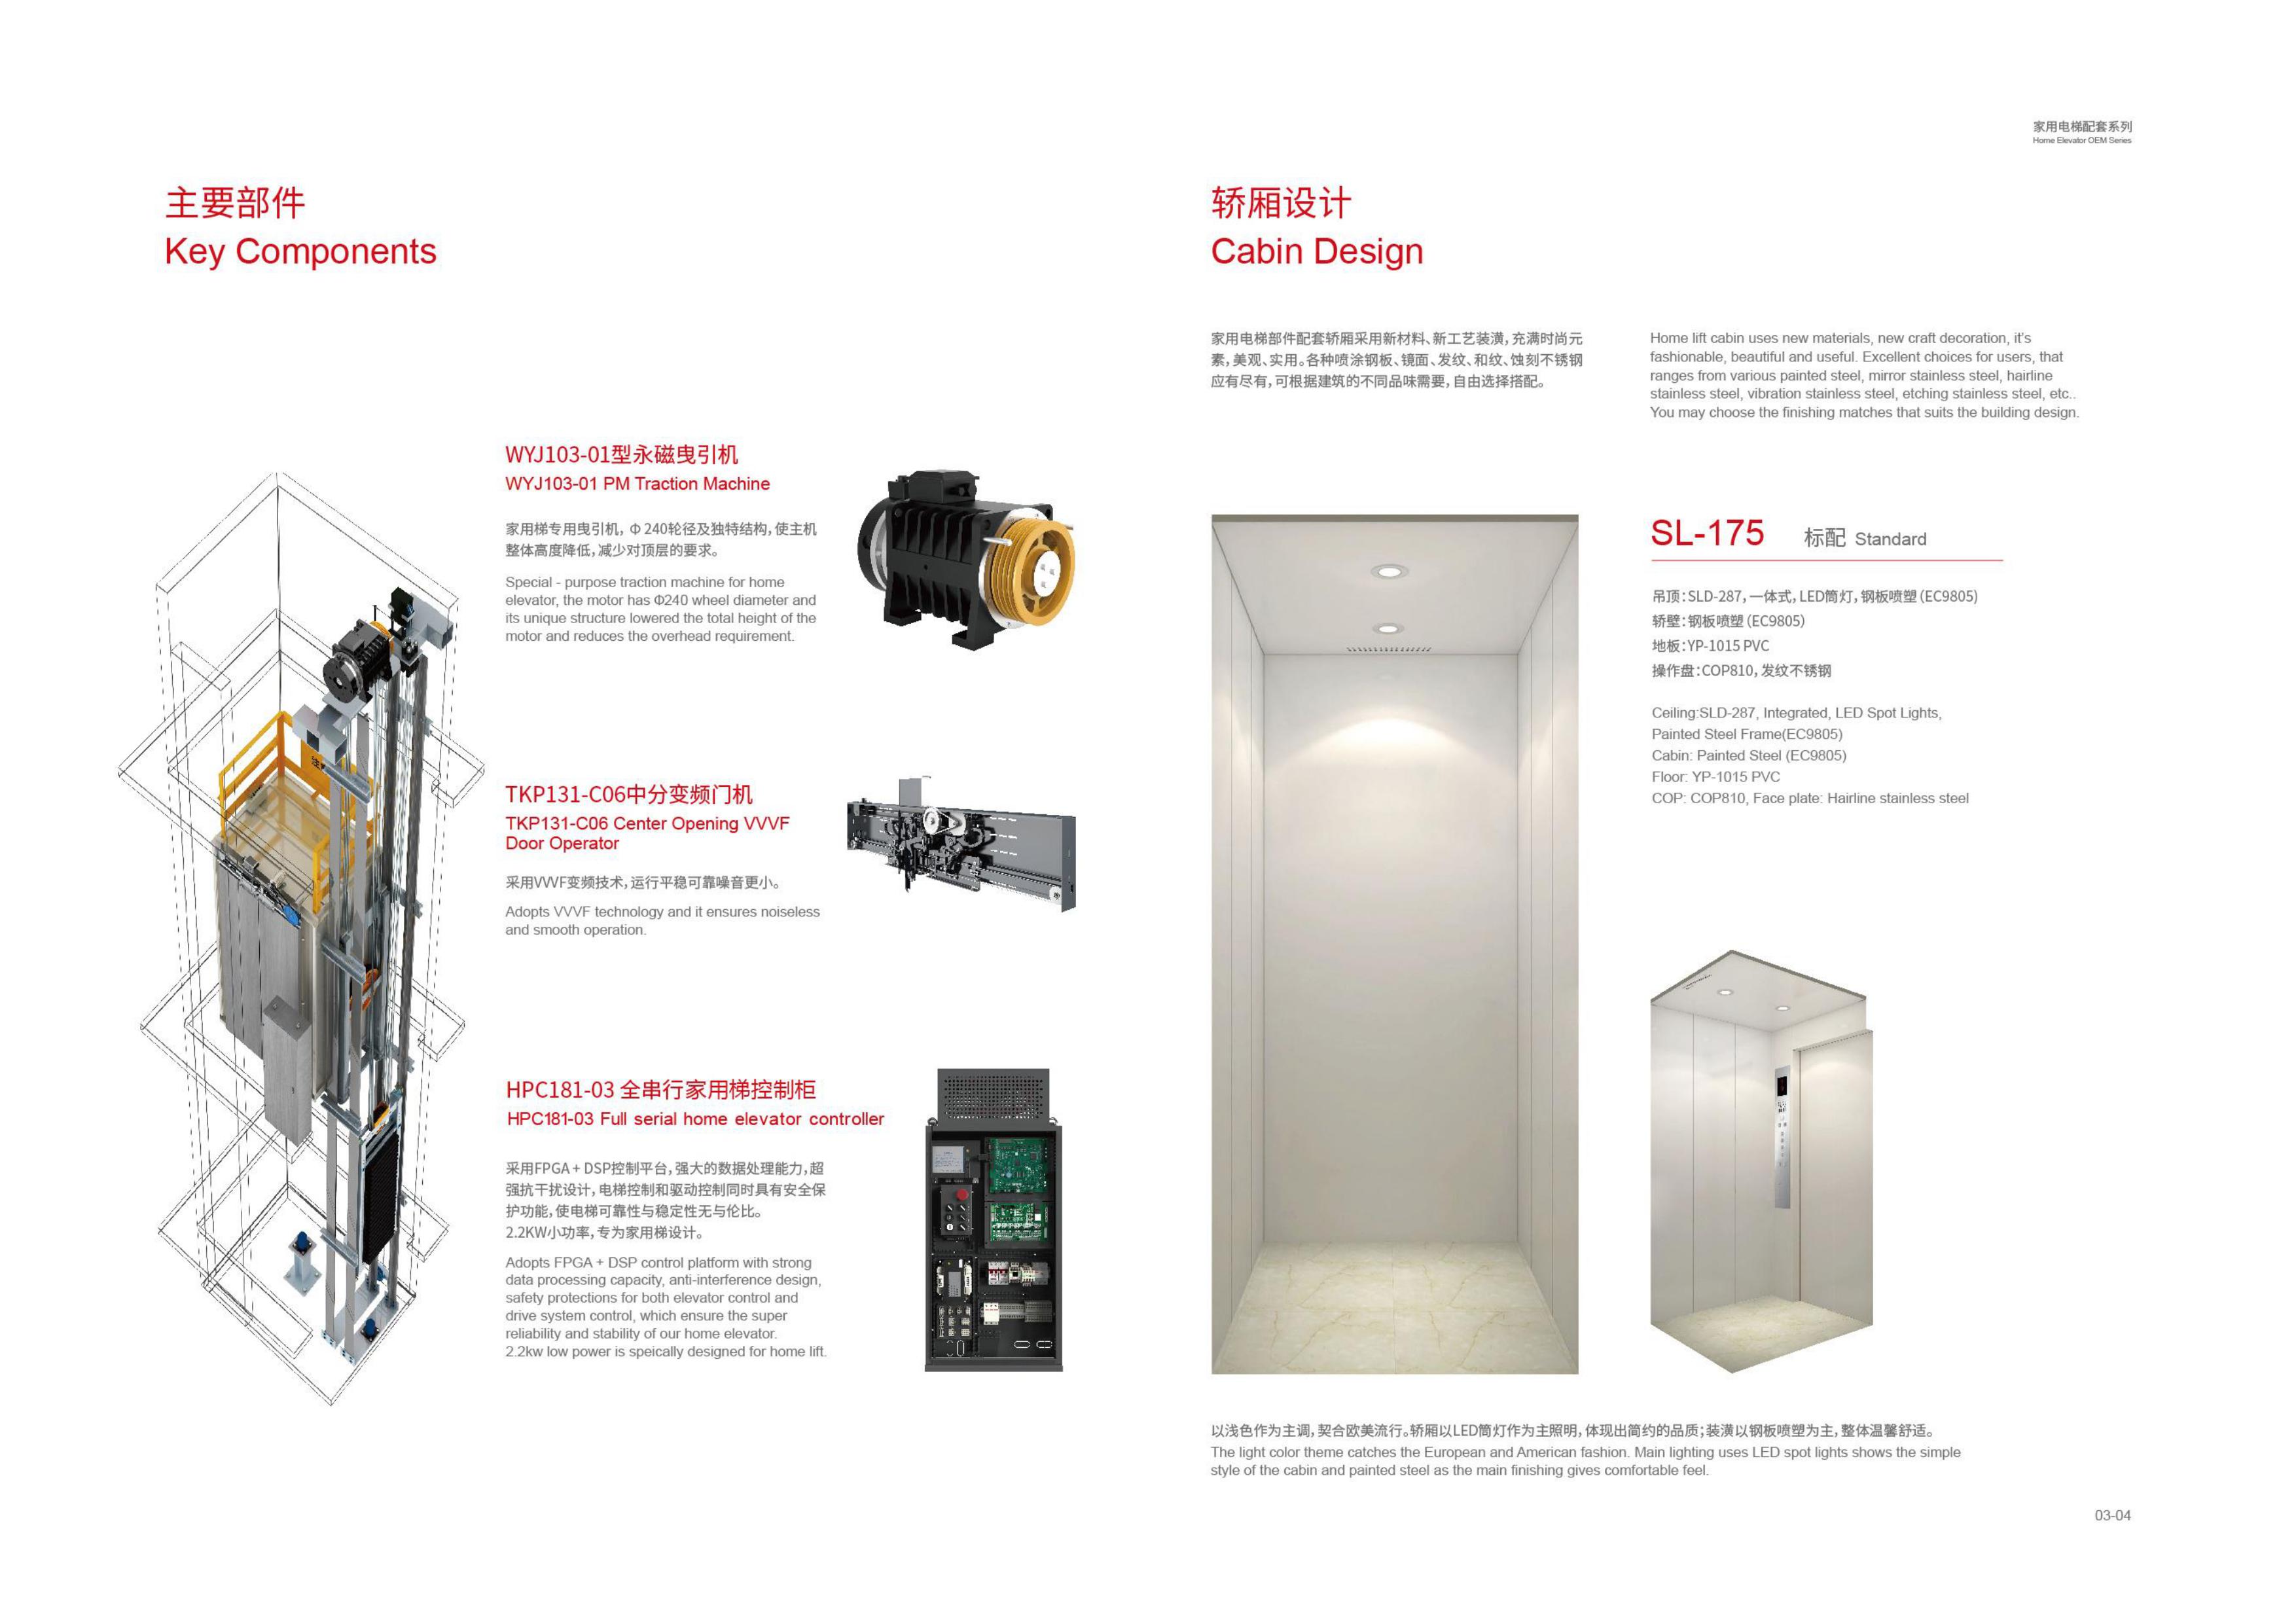 家用电梯配套系列
Home Elevator OEM Series
主要部件
Key Components
WYJ103-01型永磁曳引机
WYJ103-01 PM Traction Machine
家用梯专用曳引机，Φ 240轮径及独特结构，使主机
整体高度降低，减少对顶层的要求。
Special - purpose traction machine for home
elevator, the motor has Φ240 wheel diameter and
its unique structure lowered the total height of the
motor and reduces the overhead requirement.
TKP131-C06中分变频门机
TKP131-C06 Center Opening VVVF
Door Operator
采用VVVF变频技术，运行平稳可靠噪音更小。
Adopts VVVF technology and it ensures noiseless
and smooth operation.
HPC181-03 全串行家用梯控制柜
HPC181-03 Full serial home elevator controller
采用FPGA + DSP控制平台，强大的数据处理能力，超
强抗干扰设计，电梯控制和驱动控制同时具有安全保
护功能，使电梯可靠性与稳定性无与伦比。
2.2KW小功率，专为家用梯设计。
Adopts FPGA + DSP control platform with strong
data processing capacity, anti-interference design,
safety protections for both elevator control and
drive system control, which ensure the super
reliability and stability of our home elevator.
2.2kw low power is speically designed for home lift.
轿厢设计
Cabin Design
家用电梯部件配套轿厢采用新材料、新工艺装潢，充满时尚元
素，美观、实用。各种喷涂钢板、镜面、发纹、和纹、蚀刻不锈钢
应有尽有，可根据建筑的不同品味需要，自由选择搭配。
Home lift cabin uses new materials, new craft decoration, it's
fashionable, beautiful and useful. Excellent choices for users, that
ranges from various painted steel, mirror stainless steel, hairline
stainless steel, vibration stainless steel, etching stainless steel, etc..
You may choose the finishing matches that suits the building design.
SL-175 标配 Standard
吊顶：SLD-287，一体式，LED筒灯，钢板喷塑（EC9805）
轿壁：钢板喷塑（EC9805）
地板：YP-1015 PVC
操作盘：COP810，发纹不锈钢
Ceiling:SLD-287, Integrated, LED Spot Lights,
Painted Steel Frame(EC9805)
Cabin: Painted Steel (EC9805)
Floor: YP-1015 PVC
COP: COP810, Face plate: Hairline stainless steel
以浅色作为主调，契合欧美流行。轿厢以LED筒灯作为主照明，体现出简约的品质；装潢以钢板喷塑为主，整体温馨舒适。
The light color theme catches the European and American fashion. Main lighting uses LED spot lights shows the simple
style of the cabin and painted steel as the main finishing gives comfortable feel.
03-04